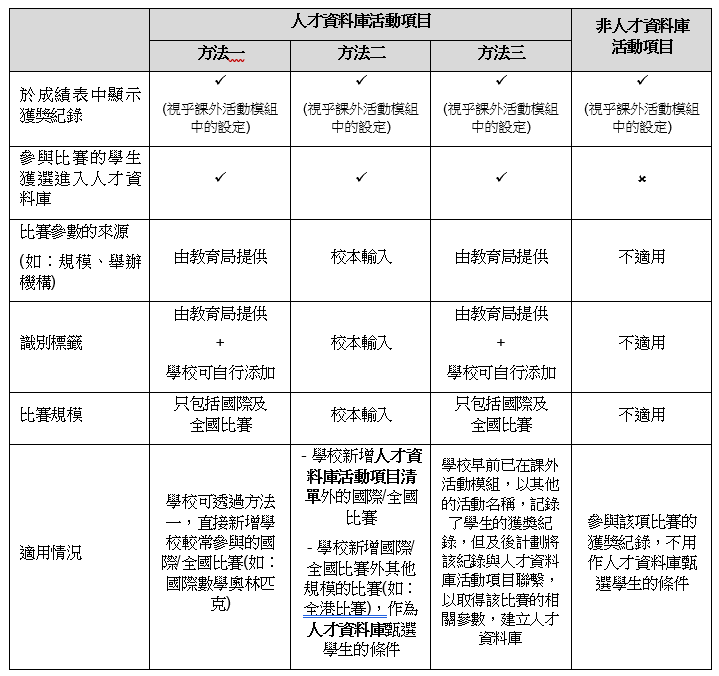 人才資料庫活動項目
非人才資料庫
活動項目
方法一
方法二
方法三
於成績表中顯示
獲獎紀錄
✓
(視乎課外活動模組
中的設定)
✓
(視乎課外活動模組
中的設定)
✓
(視乎課外活動模組
中的設定)
✓
(視乎課外活動模組
中的設定)
參與比賽的學生
獲選進入人才資
料庫
✓
✓
✓
×
比賽參數的來源
(如：規模、舉辦
機構)
由教育局提供
校本輸入
由教育局提供
不適用
識別標籤
由教育局提供
+
學校可自行添加
校本輸入
由教育局提供
+
學校可自行添加
不適用
比賽規模
只包括國際及
全國比賽
校本輸入
只包括國際及
全國比賽
不適用
適用情況
學校可透過方法
一，直接新增學
校較常參與的國
際/全國比賽(如：
國際數學奧林匹
克)
- 學校新增人才資
料庫活動項目清
單外的國際/全國
比賽
- 學校新增國際/
全國比賽外其他
規模的比賽(如：
全港比賽)，作為
人才資料庫甄選
學生的條件
學校早前已在課外
活動模組，以其他
的活動名稱，記錄
了學生的獲獎紀
錄，但及後計劃將
該紀錄與人才資料
庫活動項目聯繫，
以取得該比賽的相
關參數，建立人才
資料庫
參與該項比賽的
獲獎紀錄，不用
作人才資料庫甄
選學生的條件